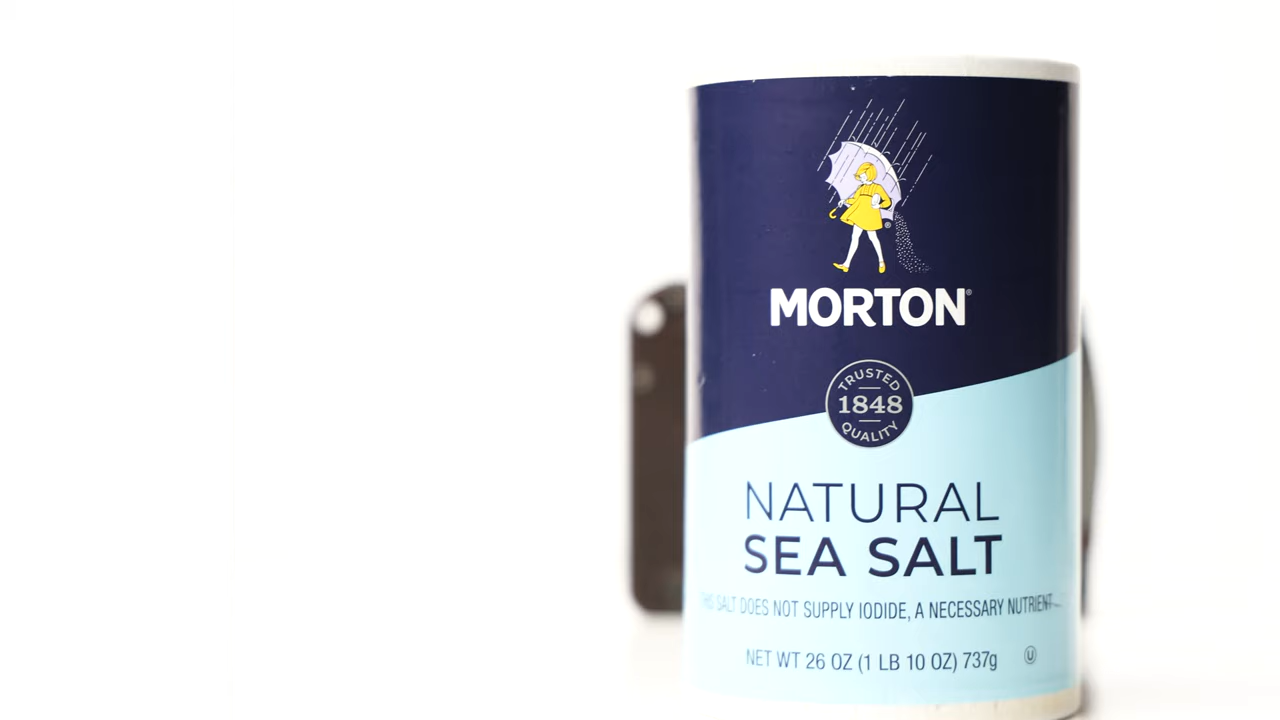 MORTON®
TRUSTED
1848
QUALITY
NATURAL
SEA SALT
THIS SALT DOES NOT SUPPLY IODIDE, A NECESSARY NUTRIENT
NET WT 26 OZ (1 LB 10 OZ) 737g Ⓤ